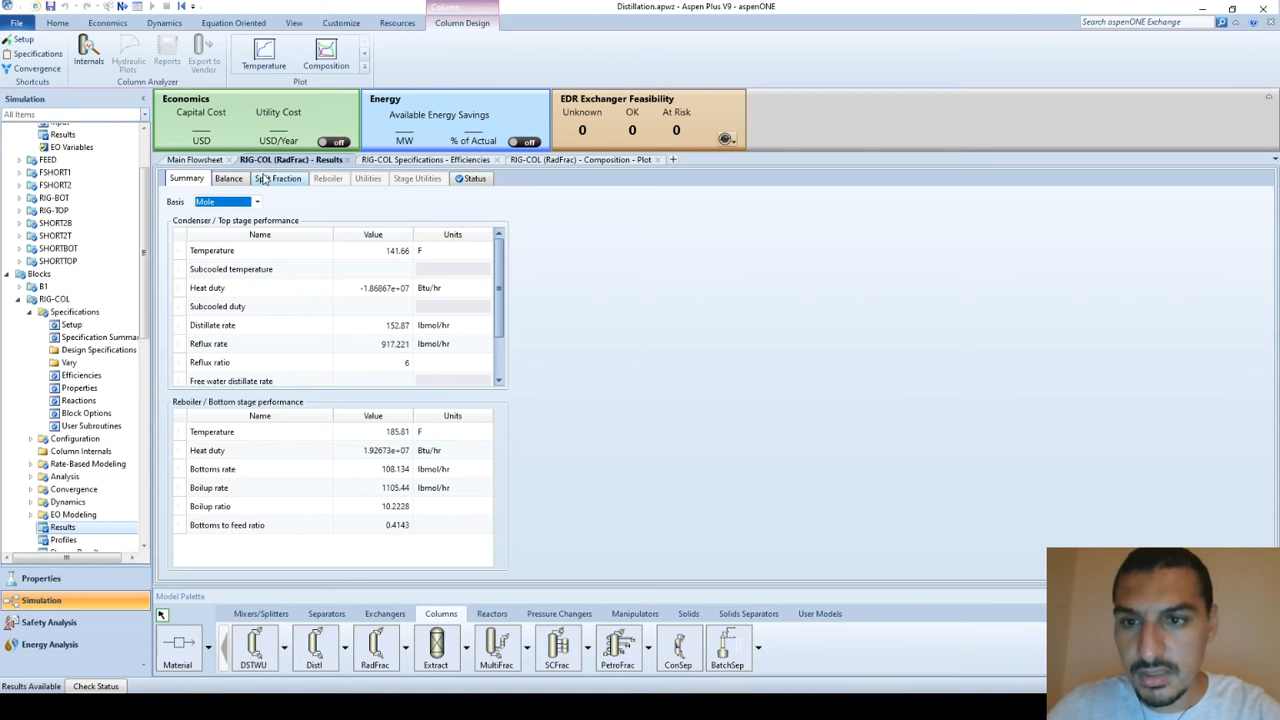 Column
Distillation.apwz - Aspen Plus V9 - aspenONE
File Home Economics Dynamics Equation Oriented View Customize Resources Column Design
Search aspenONE Exchange
Setup
Specifications
Convergence
Shortcuts
Internals
Hydraulic Plots
Reports
Export to Vendor
Column Analyzer
Temperature
Composition
Plot
Simulation
All Items
Economics
Capital Cost Utility Cost
USD USD/Year off
Energy
Available Energy Savings
MW % of Actual off
EDR Exchanger Feasibility
Unknown OK At Risk
0 0 0
Main Flowsheet RIG-COL (RadFrac) - Results RIG-COL Specifications - Efficiencies RIG-COL (RadFrac) - Composition - Plot
Summary Balance Split Fraction Reboiler Utilities Stage Utilities Status
Basis Mole
Condenser / Top stage performance
Name Value Units
Temperature 141.66 F
Subcooled temperature
Heat duty -1.86867e+07 Btu/hr
Subcooled duty
Distillate rate 152.87 lbmol/hr
Reflux rate 917.221 lbmol/hr
Reflux ratio 6
Free water distillate rate
Reboiler / Bottom stage performance
Name Value Units
Temperature 185.81 F
Heat duty 1.92673e+07 Btu/hr
Bottoms rate 108.134 lbmol/hr
Boilup rate 1105.44 lbmol/hr
Boilup ratio 10.2228
Bottoms to feed ratio 0.4143
Results
EO Variables
FEED
FSHORT1
FSHORT2
RIG-BOT
RIG-TOP
SHORT2B
SHORT2T
SHORTBOT
SHORTTOP
Blocks
B1
RIG-COL
Specifications
Setup
Specification Summa
Design Specifications
Vary
Efficiencies
Properties
Reactions
Block Options
User Subroutines
Configuration
Column Internals
Rate-Based Modeling
Analysis
Convergence
Dynamics
EO Modeling
Results
Profiles
Properties
Simulation
Safety Analysis
Energy Analysis
Model Palette
Mixers/Splitters Separators Exchangers Columns Reactors Pressure Changers Manipulators Solids Solids Separators User Models
Material DSTWU Distl RadFrac Extract MultiFrac SCFrac PetroFrac ConSep BatchSep
Results Available Check Status